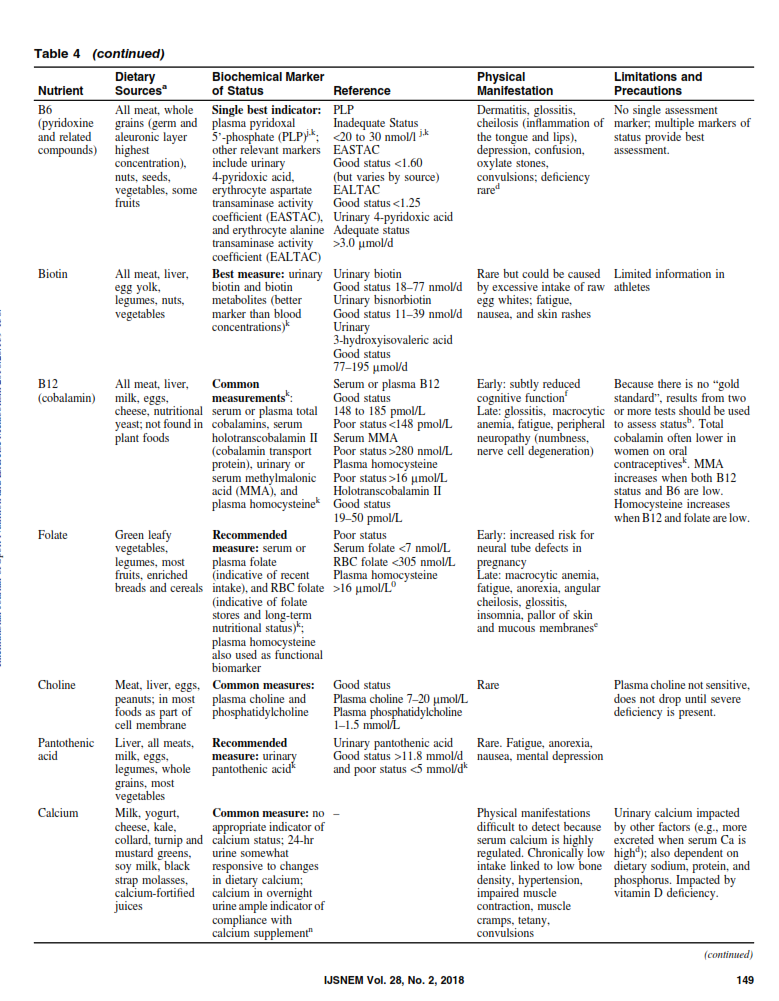 Table 4 (continued)
Nutrient
Dietary
Sourcesa
Biochemical Marker
of Status
Reference
Physical
Manifestation
Limitations and
Precautions
B6
(pyridoxine
and related
compounds)
All meat, whole
grains (germ and
aleuronic layer
highest
concentration),
nuts, seeds,
vegetables, some
fruits
Single best indicator:
plasma pyridoxal
5'-phosphate (PLP)j,k;
other relevant markers
include urinary
4-pyridoxic acid,
erythrocyte aspartate
transaminase activity
coefficient (EASTAC),
and erythrocyte alanine
transaminase activity
coefficient (EALTAC)
PLP
Inadequate Status
<20 to 30 nmol/l j,k
EASTAC
Good status <1.60
(but varies by source)
EALTAC
Good status <1.25
Urinary 4-pyridoxic acid
Adequate status
>3.0 μmol/d
Dermatitis, glossitis,
cheilosis (inflammation of
the tongue and lips),
depression, confusion,
oxylate stones,
convulsions; deficiency
rared
No single assessment
marker; multiple markers of
status provide best
assessment.
Biotin
All meat, liver,
egg yolk,
legumes, nuts,
vegetables
Best measure: urinary
biotin and biotin
metabolites (better
marker than blood
concentrations)k
Urinary biotin
Good status 18–77 nmol/d
Urinary bisnorbiotin
Good status 11–39 nmol/d
Urinary
3-hydroxyisovaleric acid
Good status
77–195 μmol/d
Rare but could be caused
by excessive intake of raw
egg whites; fatigue,
nausea, and skin rashes
Limited information in
athletes
B12
(cobalamin)
All meat, liver,
milk, eggs,
cheese, nutritional
yeast; not found in
plant foods
Common
measurementsk:
serum or plasma total
cobalamins, serum
holotranscobalamin II
(cobalamin transport
protein), urinary or
serum methylmalonic
acid (MMA), and
plasma homocysteinek
Serum or plasma B12
Good status
148 to 185 pmol/L
Poor status <148 pmol/L
Serum MMA
Poor status >280 nmol/L
Plasma homocysteine
Poor status >16 μmol/L
Holotranscobalamin II
Good status
19–50 pmol/L
Early: subtly reduced
cognitive functionf
Late: glossitis, macrocytic
anemia, fatigue, peripheral
neuropathy (numbness,
nerve cell degeneration)
Because there is no “gold
standard”, results from two
or more tests should be used
to assess statusb. Total
cobalamin often lower in
women on oral
contraceptivesk. MMA
increases when both B12
status and B6 are low.
Homocysteine increases
when B12 and folate are low.
Folate
Green leafy
vegetables,
legumes, most
fruits, enriched
breads and cereals
Recommended
measure: serum or
plasma folate
(indicative of recent
intake), and RBC folate
(indicative of folate
stores and long-term
nutritional status)k;
plasma homocysteine
also used as functional
biomarker
Poor status
Serum folate <7 nmol/L
RBC folate <305 nmol/L
Plasma homocysteine
>16 μmol/L0
Early: increased risk for
neural tube defects in
pregnancy
Late: macrocytic anemia,
fatigue, anorexia, angular
cheilosis, glossitis,
insomnia, pallor of skin
and mucous membranese
Choline
Meat, liver, eggs,
peanuts; in most
foods as part of
cell membrane
Common measures:
plasma choline and
phosphatidylcholine
Good status
Plasma choline 7–20 μmol/L
Plasma phosphatidylcholine
1–1.5 mmol/L
Rare
Plasma choline not sensitive,
does not drop until severe
deficiency is present.
Pantothenic
acid
Liver, all meats,
milk, eggs,
legumes, whole
grains, most
vegetables
Recommended
measure: urinary
pantothenic acidk
Urinary pantothenic acid
Good status >11.8 mmol/d
and poor status <5 mmol/dk
Rare. Fatigue, anorexia,
nausea, mental depression
Calcium
Milk, yogurt,
cheese, kale,
collard, turnip and
mustard greens,
soy milk, black
strap molasses,
calcium-fortified
juices
Common measure: no
appropriate indicator of
calcium status; 24-hr
urine somewhat
responsive to changes
in dietary calcium;
calcium in overnight
urine ample indicator of
compliance with
calcium supplementn
–
Physical manifestations
difficult to detect because
serum calcium is highly
regulated. Chronically low
intake linked to low bone
density, hypertension,
impaired muscle
contraction, muscle
cramps, tetany,
convulsions
Urinary calcium impacted
by other factors (e.g., more
excreted when serum Ca is
highd); also dependent on
dietary sodium, protein, and
phosphorus. Impacted by
vitamin D deficiency.
(continued)
IJSNEM Vol. 28, No. 2, 2018
149